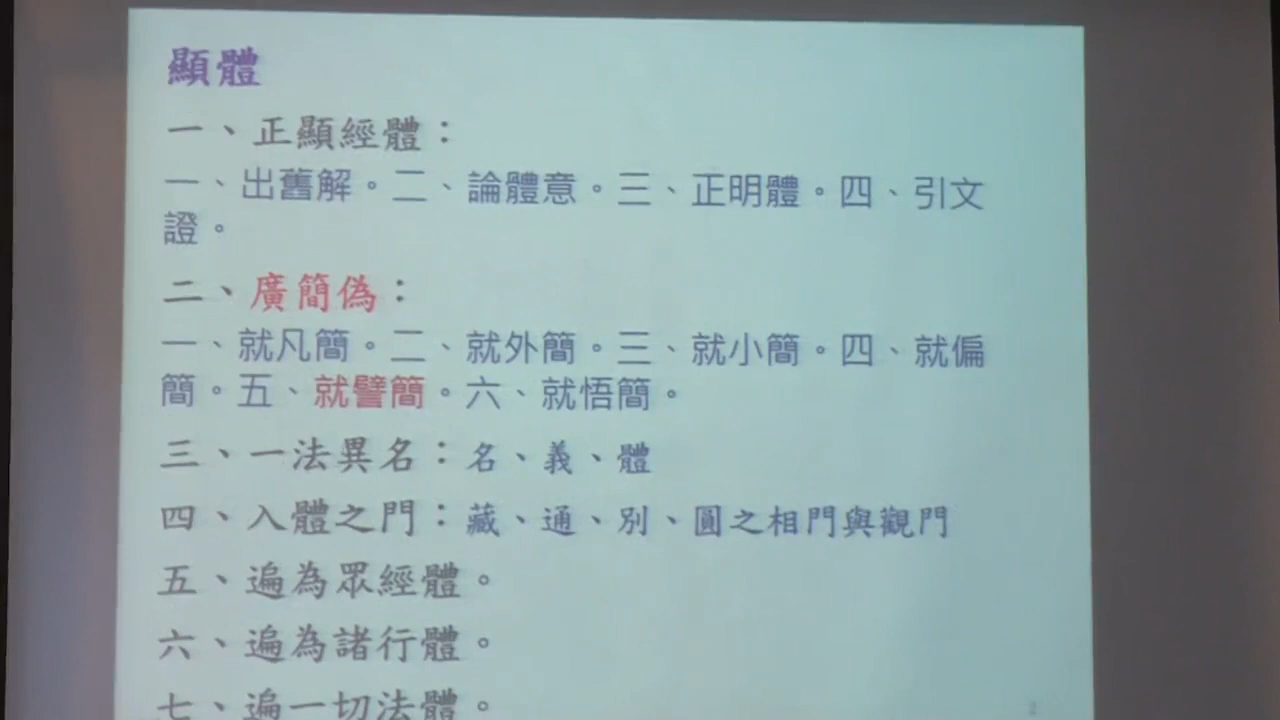 顯體
一、正顯經體：
一、出舊解。二、論體意。三、正明體。四、引文
證。
二、廣簡偽：
一、就凡簡。二、就外簡。三、就小簡。四、就偏
簡。五、就譬簡。六、就悟簡。
三、一法異名：名、義、體
四、入體之門：藏、通、別、圓之相門與觀門
五、遍為眾經體。
六、遍為諸行體。
七、遍一切法體。
2